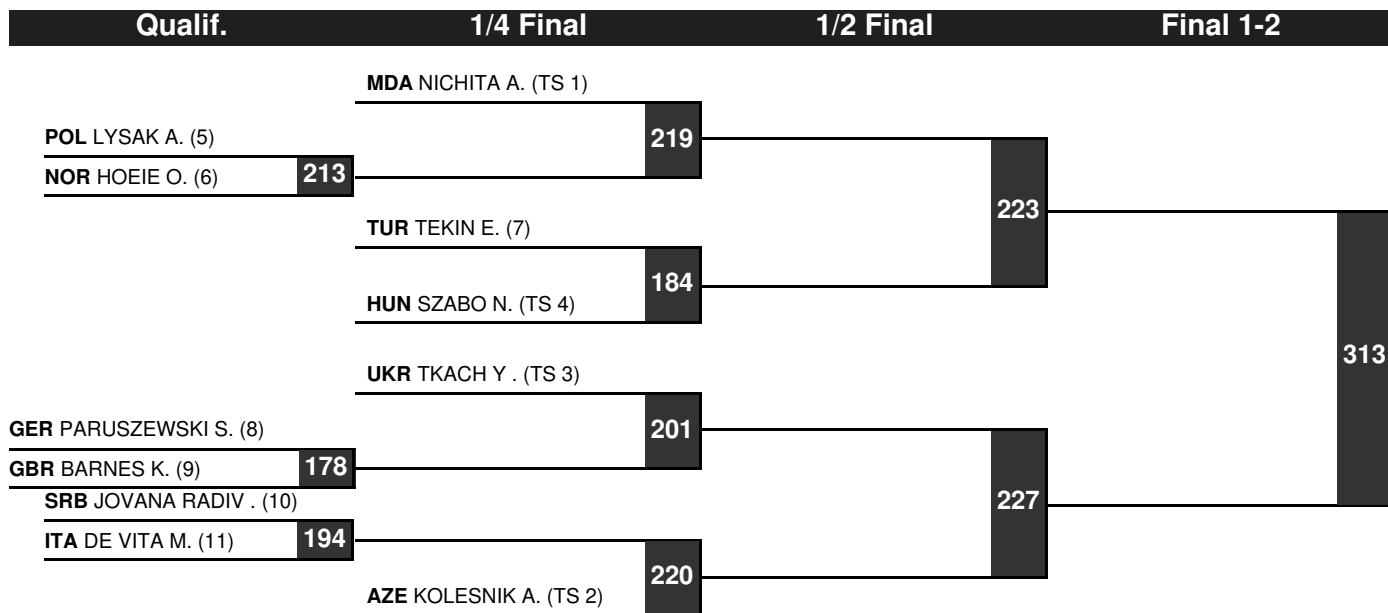 Qualif. 1/4 Final 1/2 Final Final 1-2
MDA NICHITA A. (TS 1)
POL LYSAK A. (5)
219
NOR HOEIE O. (6) 213
223
TUR TEKIN E. (7)
184
HUN SZABO N. (TS 4)
313
UKR TKACH Y . (TS 3)
GER PARUSZEWSKI S. (8)
201
GBR BARNES K. (9) 178
SRB JOVANA RADIV . (10)
227
ITA DE VITA M. (11) 194
220
AZE KOLESNIK A. (TS 2)